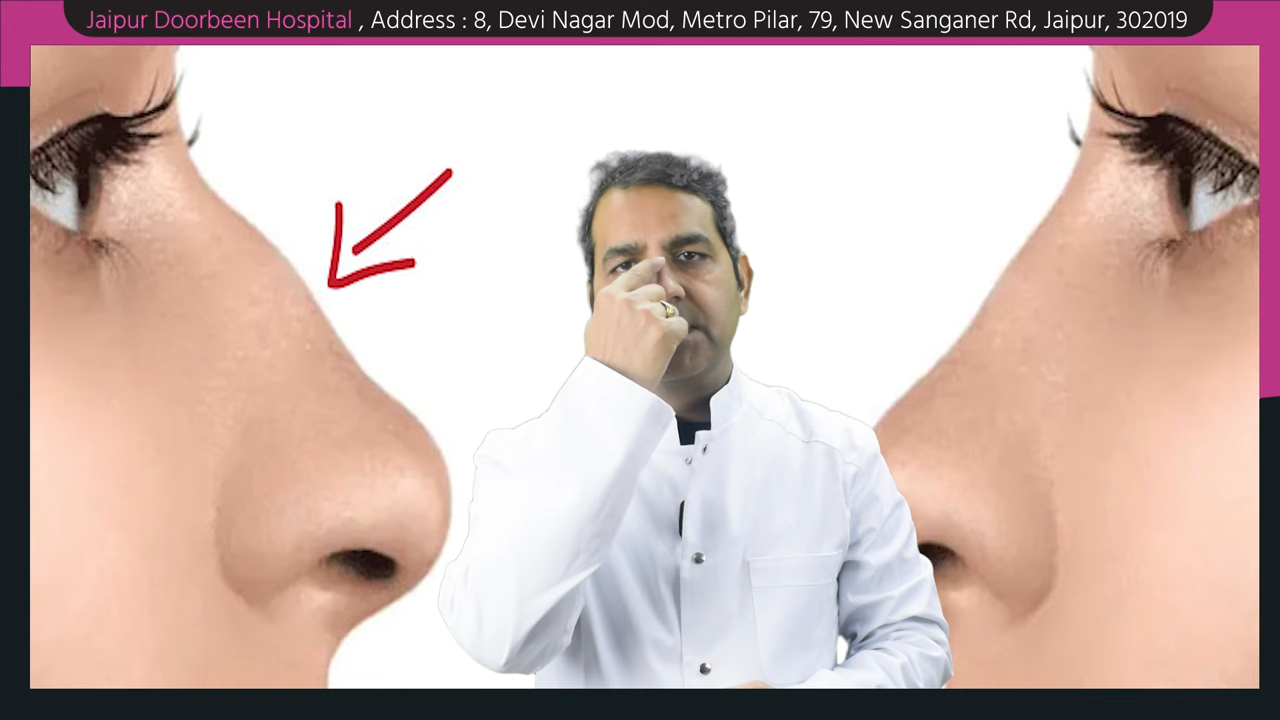 Jaipur Doorbeen Hospital , Address : 8, Devi Nagar Mod, Metro Pilar, 79, New Sanganer Rd, Jaipur, 302019